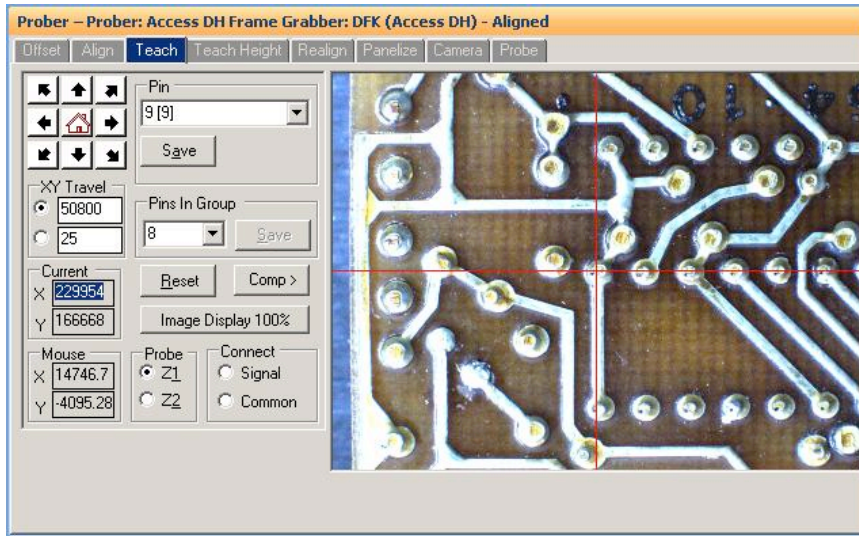 Prober – Prober: Access DH Frame Grabber: DFK (Access DH) - Aligned
Offset Align Teach Teach Height Realign Panelize Camera Probe
Pin
9 [9]
Save
XY Travel
50800
25
Pins In Group
8
Save
Current
X 229954
Y 166668
Reset
Comp >
Image Display 100%
Mouse
X 14746.7
Y -4095.28
Probe
Z1
Z2
Connect
Signal
Common